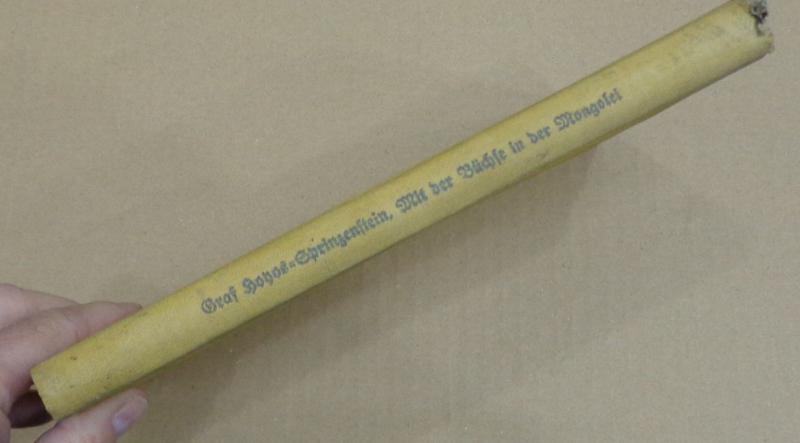 Graf Hoyos-Sprinzenstein, Mit der Büchse in der Mongolei